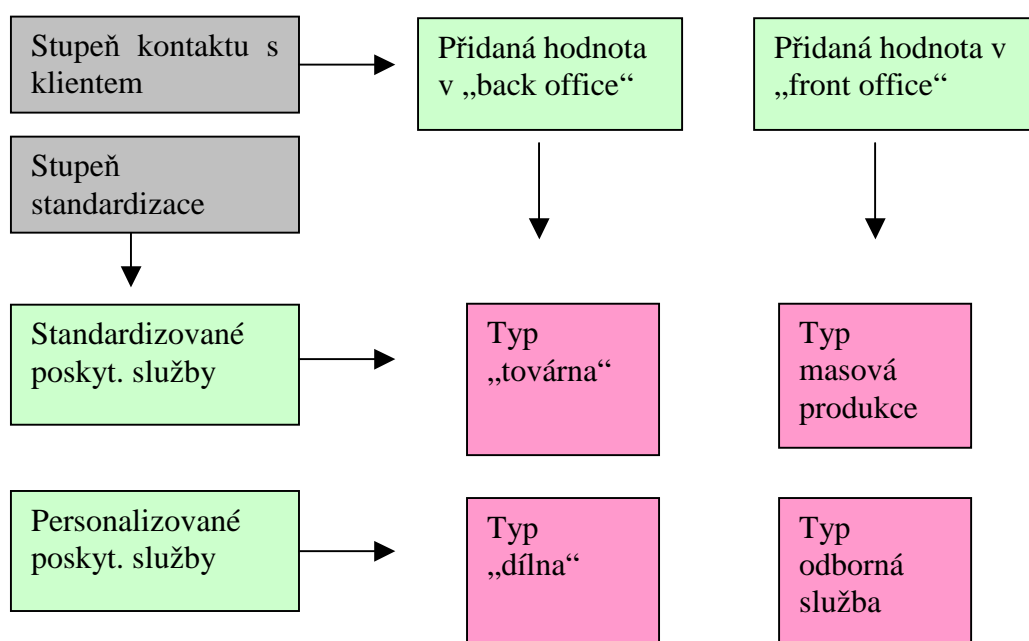 Stupeň kontaktu s
klientem
Přidaná hodnota
v „back office“
Přidaná hodnota v
„front office“
Stupeň
standardizace
Standardizované
poskyt. služby
Typ
„továrna“
Typ
masová
produkce
Personalizované
poskyt. služby
Typ
„dílna“
Typ
odborná
služba